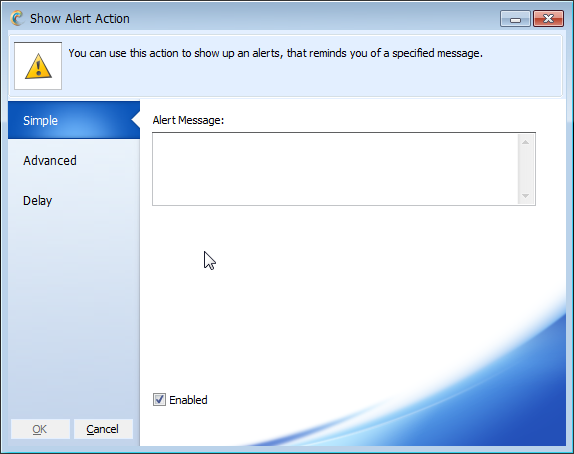 Show Alert Action
You can use this action to show up an alerts, that reminds you of a specified message.
Simple
Advanced
Delay
Alert Message:
Enabled
OK
Cancel